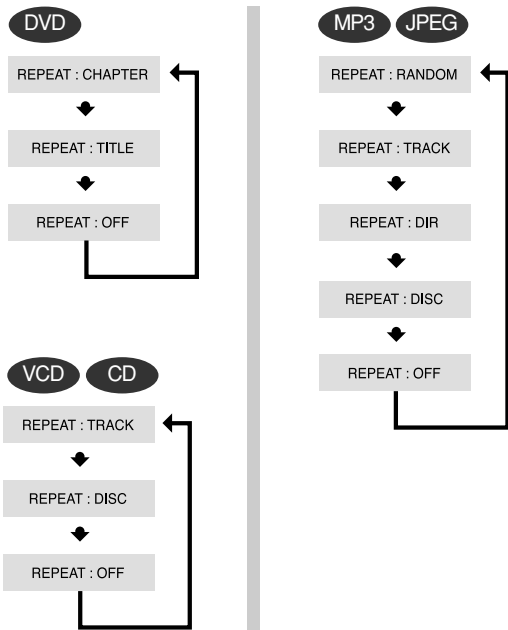 DVD
REPEAT : CHAPTER
REPEAT : TITLE
REPEAT : OFF
VCD CD
REPEAT : TRACK
REPEAT : DISC
REPEAT : OFF
MP3 JPEG
REPEAT : RANDOM
REPEAT : TRACK
REPEAT : DIR
REPEAT : DISC
REPEAT : OFF